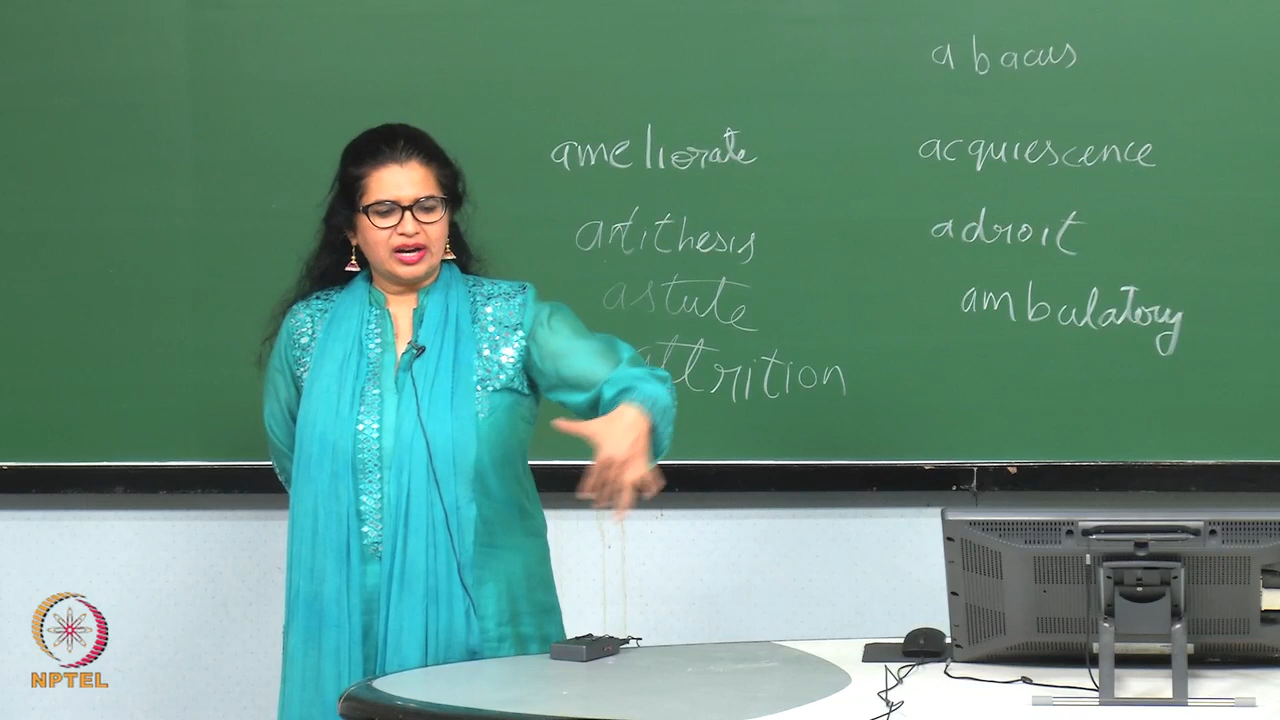 ameliorate
antithesis
astute
attrition
abacus
acquiescence
adroit
ambulatory
NPTEL